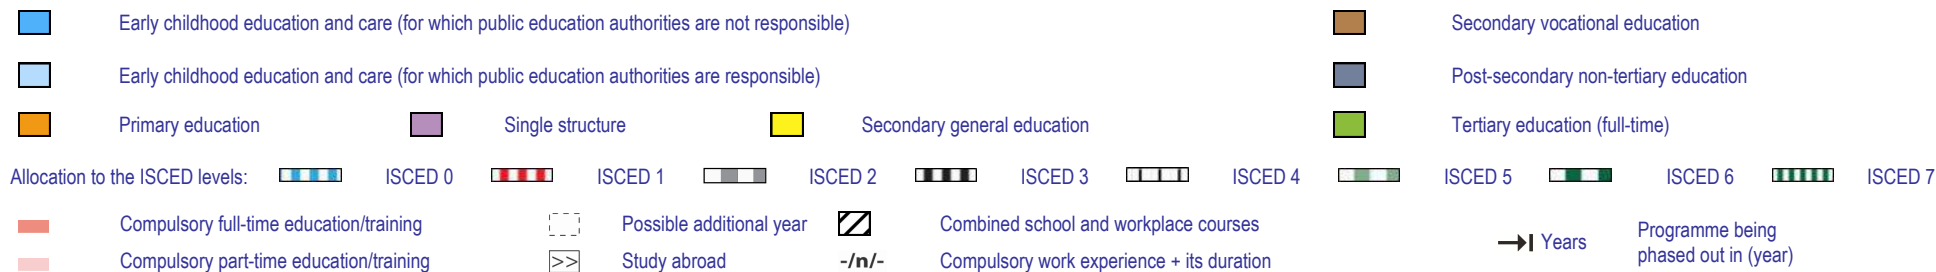 Early childhood education and care (for which public education authorities are not responsible) Secondary vocational education
Early childhood education and care (for which public education authorities are responsible) Post-secondary non-tertiary education
Primary education Single structure Secondary general education Tertiary education (full-time)
Allocation to the ISCED levels: ISCED 0 ISCED 1 ISCED 2 ISCED 3 ISCED 4 ISCED 5 ISCED 6 ISCED 7
Compulsory full-time education/training Possible additional year Combined school and workplace courses Years Programme being
phased out in (year)
Compulsory part-time education/training >> Study abroad -/n/- Compulsory work experience + its duration